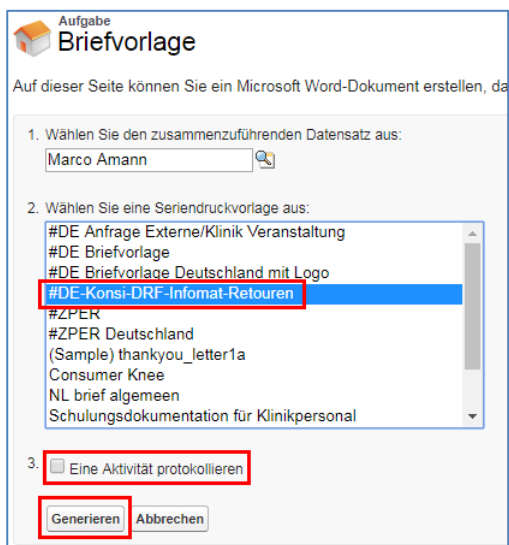 Aufgabe
Briefvorlage
Auf dieser Seite können Sie ein Microsoft Word-Dokument erstellen, da
1. Wählen Sie den zusammenzuführenden Datensatz aus:
Marco Amann
2. Wählen Sie eine Seriendruckvorlage aus:
#DE Anfrage Externe/Klinik Veranstaltung
#DE Briefvorlage
#DE Briefvorlage Deutschland mit Logo
#DE-Konsi-DRF-Infomat-Retouren
#ZPER
#ZPER Deutschland
(Sample) thankyou_letter1a
Consumer Knee
NL brief algemeen
Schulungsdokumentation für Klinikpersonal
3. Eine Aktivität protokollieren
Generieren Abbrechen